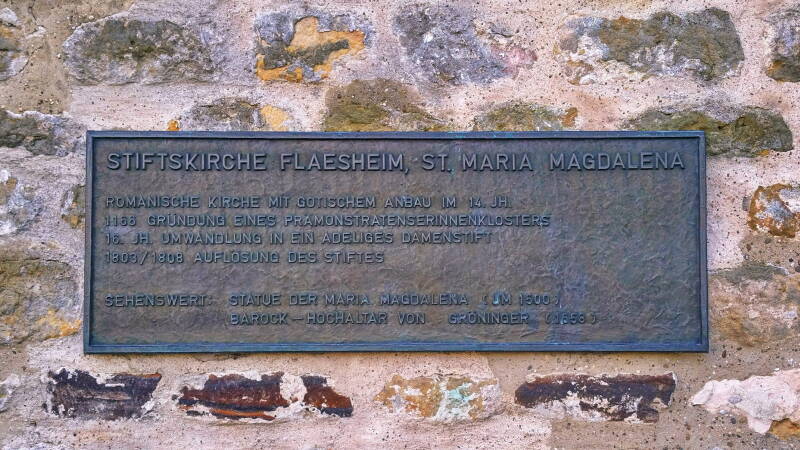 STIFTSKIRCHE FLAESHEIM, ST. MARIA MAGDALENA
ROMANISCHE KIRCHE MIT GOTISCHEM ANBAU IM 14. JH.
1166 GRÜNDUNG EINES PRÄMONSTRATENSERINNENKLOSTERS
16. JH. UMWANDLUNG IN EIN ADELIGES DAMENSTIFT
1803/1808 AUFLÖSUNG DES STIFTES
SEHENSWERT: STATUE DER MARIA MAGDALENA (UM 1500),
BAROCK – HOCHALTAR VON GRÖNINGER (1658)